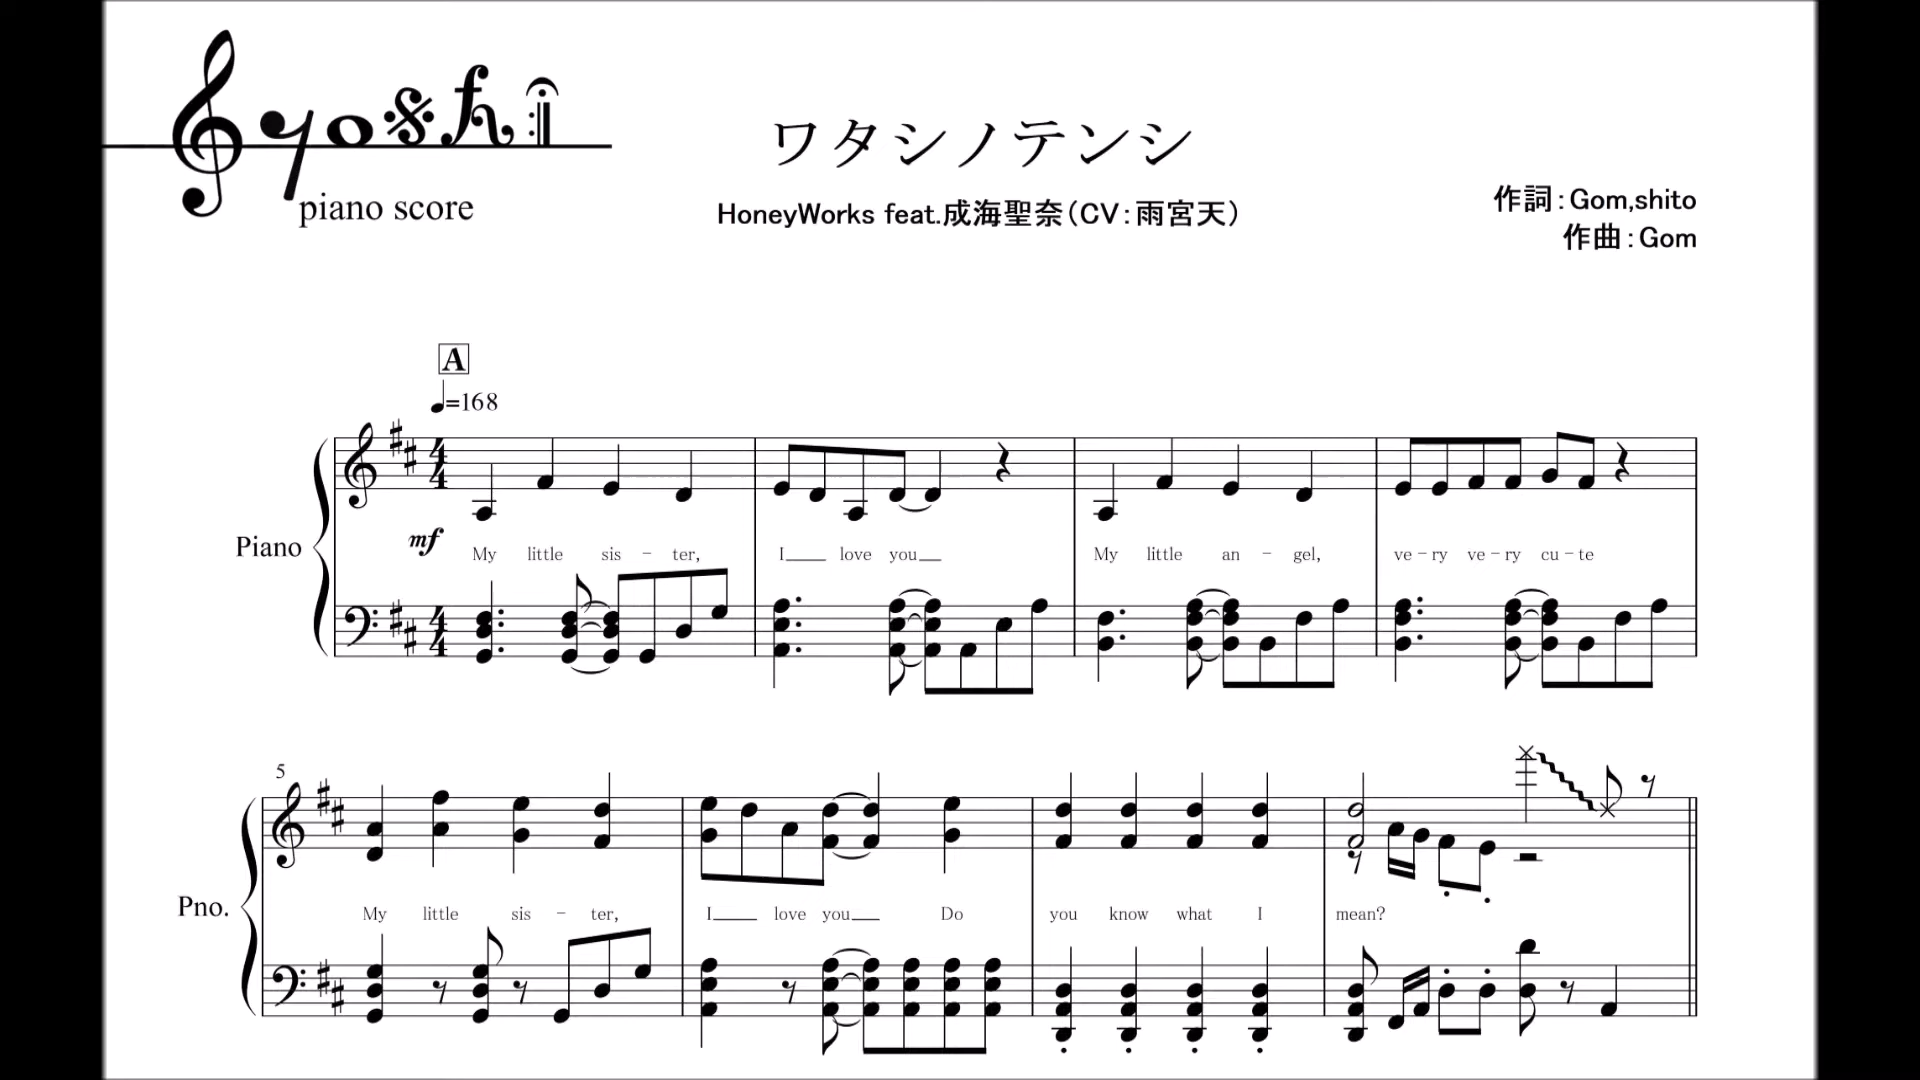 yoshi
piano score
ワタシノテンシ
HoneyWorks feat.成海聖奈(CV:雨宮天)
作詞:Gom,shito
作曲:Gom
A
=168
Piano
mf
My little sis - ter, I love you My little an - gel, ve - ry ve - ry cu - te
5
Pno.
My little sis - ter, I love you Do you know what I mean?